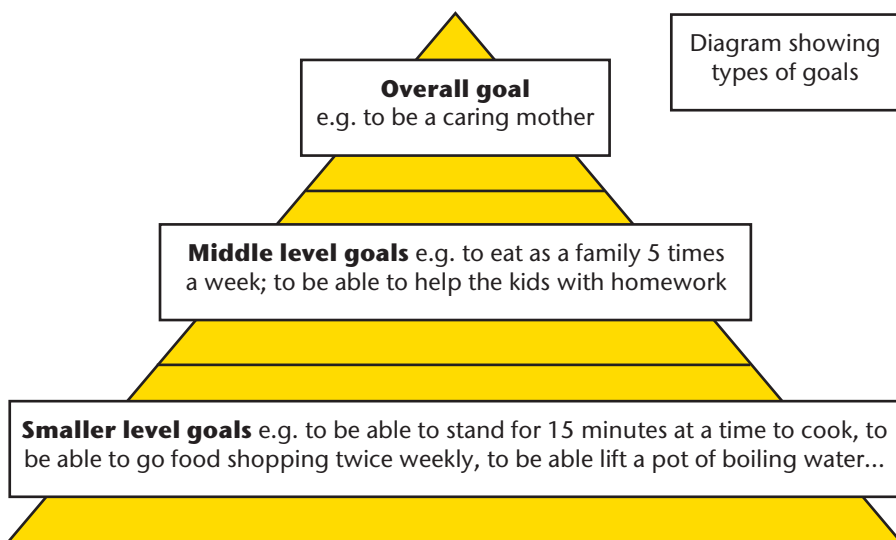 Diagram showing
types of goals
Overall goal
e.g. to be a caring mother
Middle level goals e.g. to eat as a family 5 times
a week; to be able to help the kids with homework
Smaller level goals e.g. to be able to stand for 15 minutes at a time to cook, to
be able to go food shopping twice weekly, to be able lift a pot of boiling water...